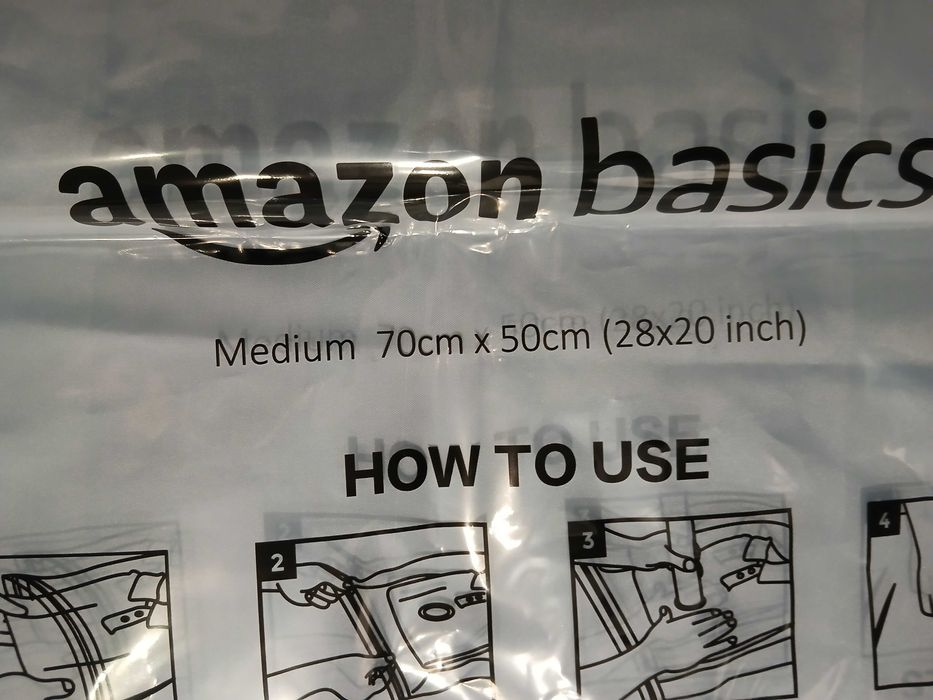 amazon basics
Medium 70cm x 50cm (28x20 inch)
HOW TO USE
2
3
4